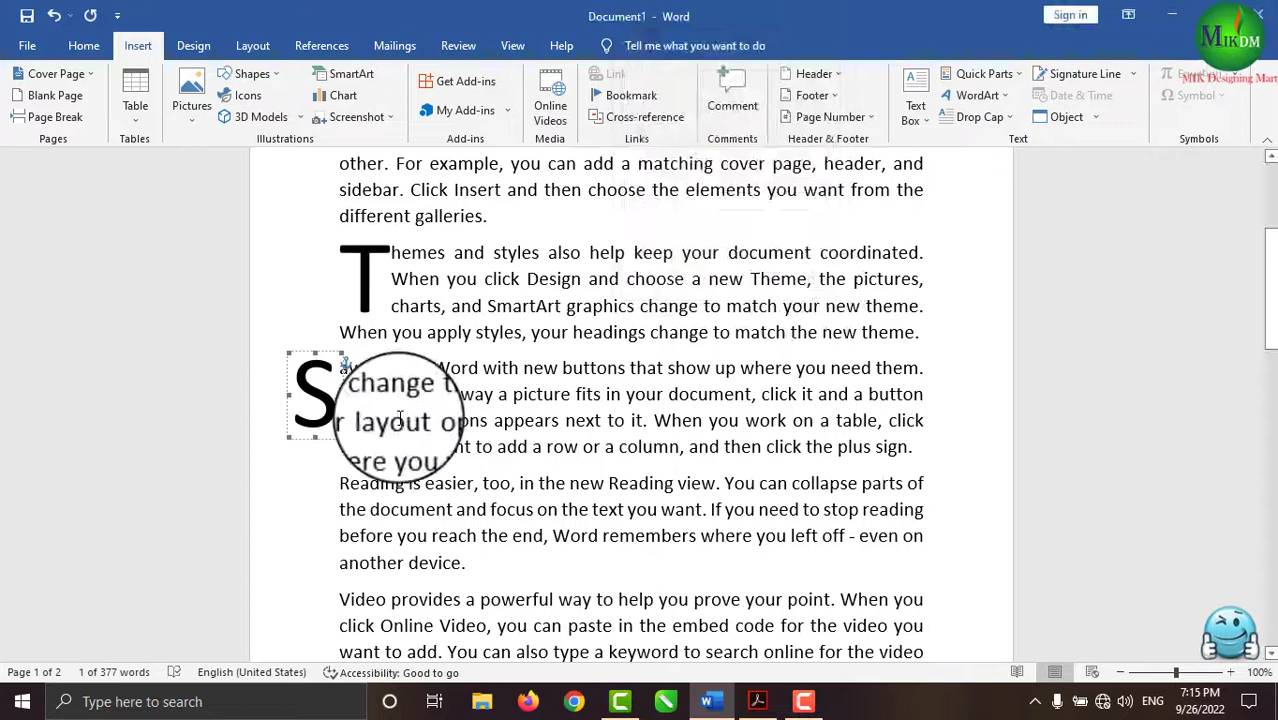 Document1 - Word
Sign in
MIKDM
MIK Designing Mart
File Home Insert Design Layout References Mailings Review View Help Tell me what you want to do
Cover Page
Blank Page
Page Break
Pages
Table
Tables
Pictures
Shapes
Icons
3D Models
SmartArt
Chart
Screenshot
Illustrations
Get Add-ins
My Add-ins
Add-ins
Online
Videos
Media
Link
Bookmark
Cross-reference
Links
Comment
Comments
Header
Footer
Page Number
Header & Footer
Text
Box
Quick Parts
WordArt
Drop Cap
Signature Line
Date & Time
Object
Text
Symbol
Symbols
other. For example, you can add a matching cover page, header, and
sidebar. Click Insert and then choose the elements you want from the
different galleries.
Themes and styles also help keep your document coordinated.
When you click Design and choose a new Theme, the pictures,
charts, and SmartArt graphics change to match your new theme.
When you apply styles, your headings change to match the new theme.
S Word with new buttons that show up where you need them.
change way a picture fits in your document, click it and a button
layout appears next to it. When you work on a table, click
you to add a row or a column, and then click the plus sign.
Reading is easier, too, in the new Reading view. You can collapse parts of
the document and focus on the text you want. If you need to stop reading
before you reach the end, Word remembers where you left off - even on
another device.
Video provides a powerful way to help you prove your point. When you
click Online Video, you can paste in the embed code for the video you
want to add. You can also type a keyword to search online for the video
Page 1 of 2 1 of 377 words English (United States) Accessibility: Good to go 100%
Type here to search
ENG
7:15 PM
9/26/2022